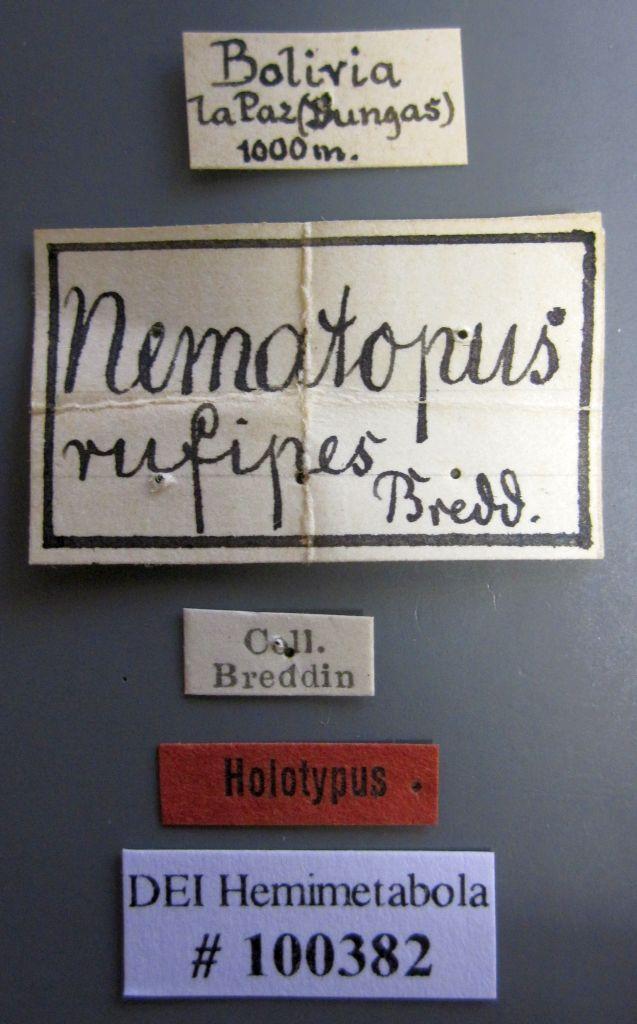 Bolivia
La Paz (Yungas)
1000 m.
Nematopus
rufipes
Bredd.
Coll.
Breddin
Holotypus
DEI Hemimetabola
# 100382